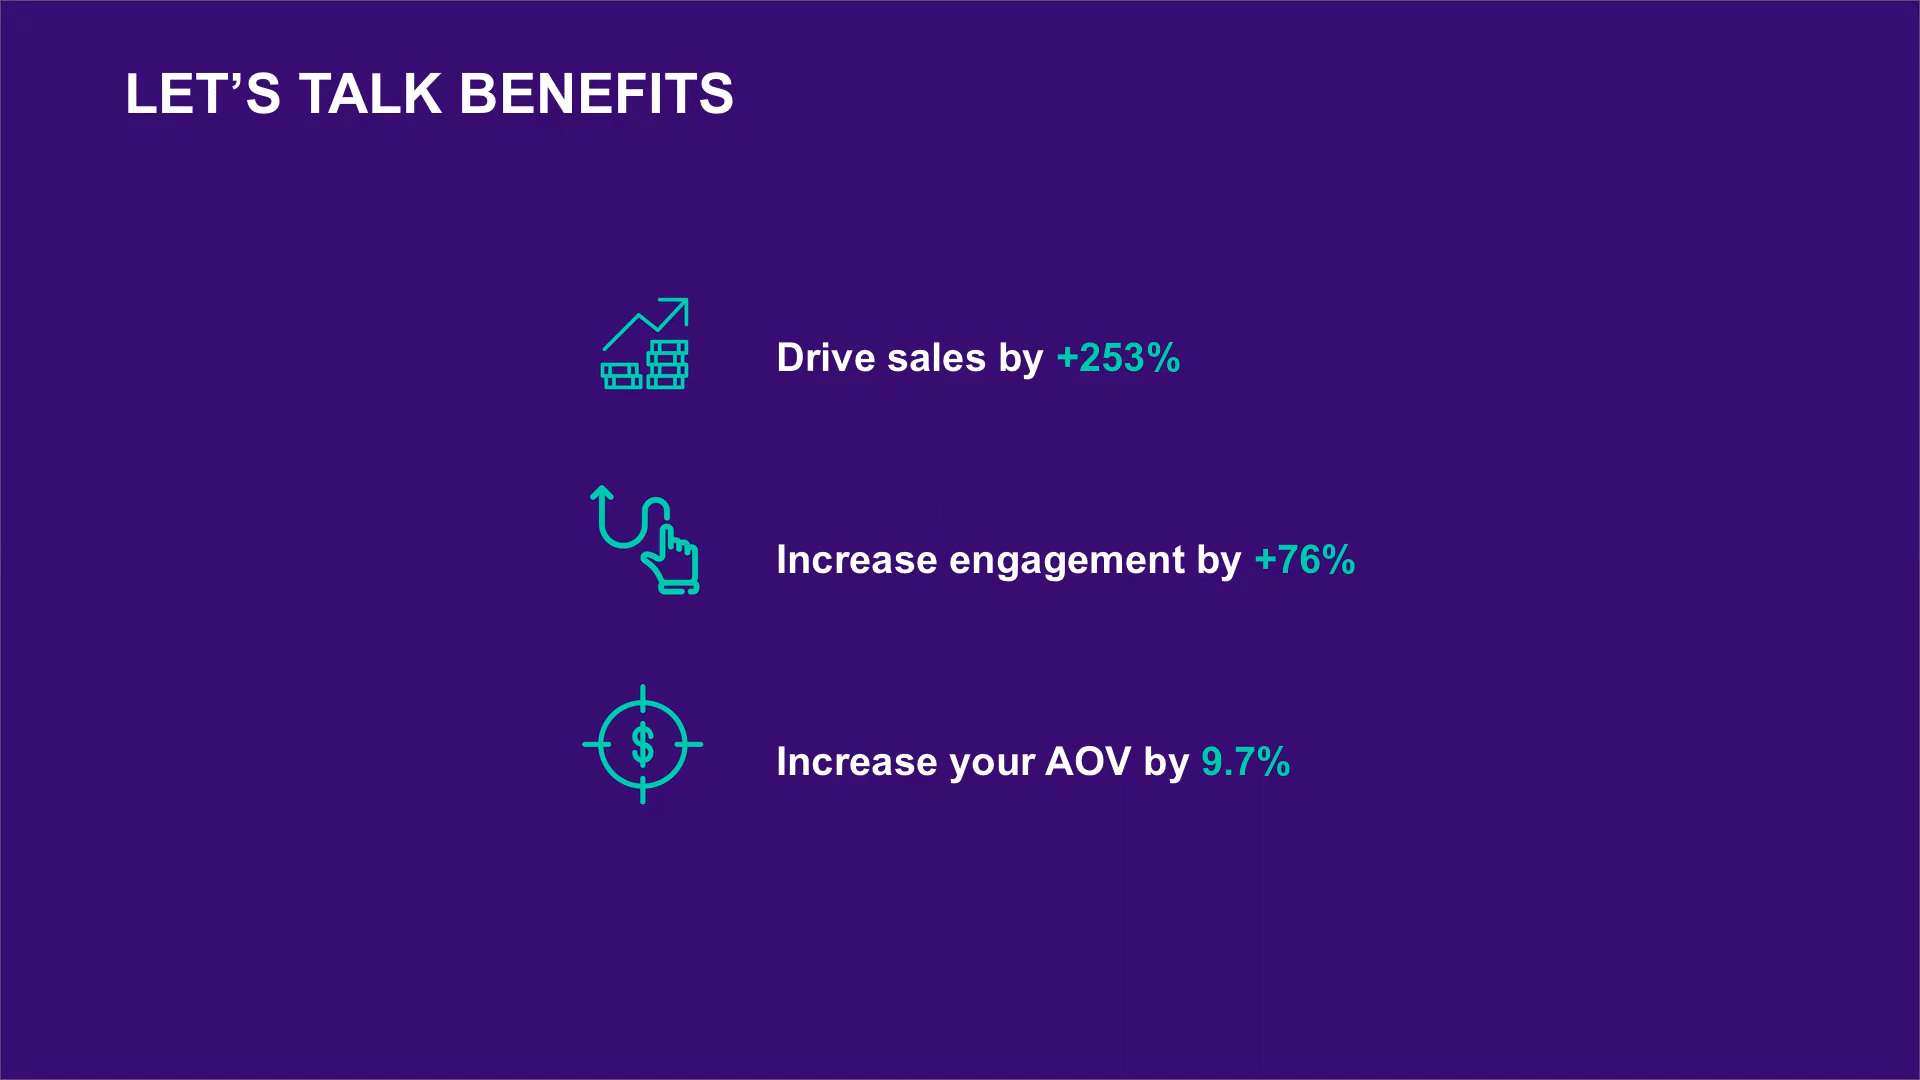 LET’S TALK BENEFITS
Drive sales by +253%
Increase engagement by +76%
Increase your AOV by 9.7%